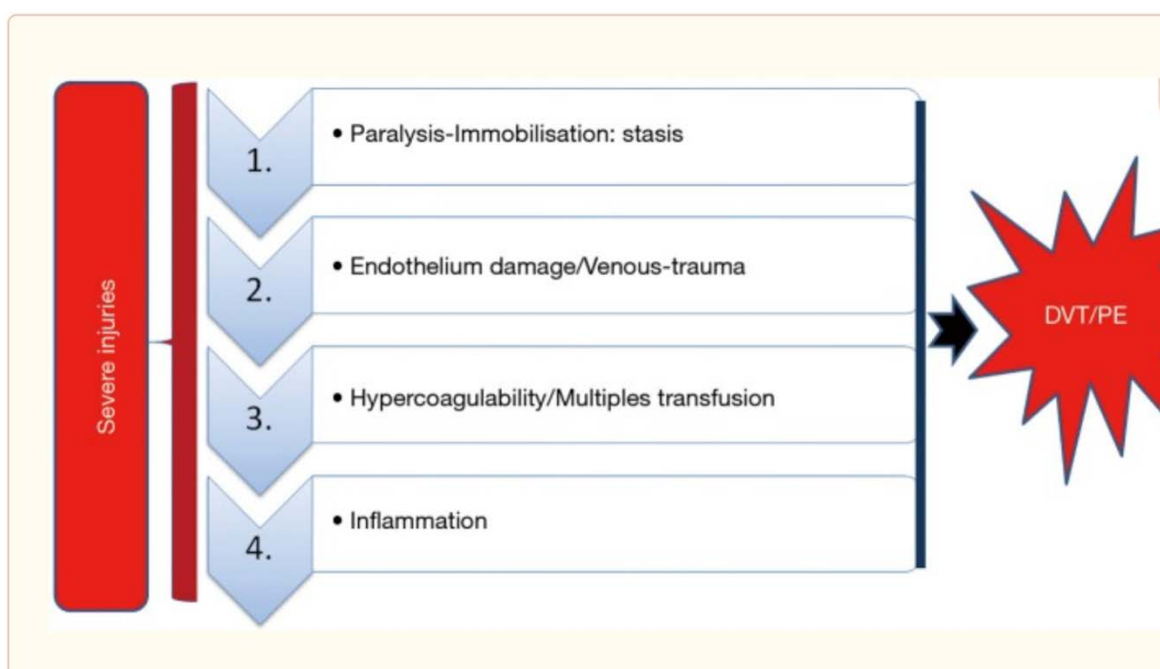 Severe injuries
1.
• Paralysis-Immobilisation: stasis
2.
• Endothelium damage/Venous-trauma
3.
• Hypercoagulability/Multiples transfusion
4.
• Inflammation
DVT/PE